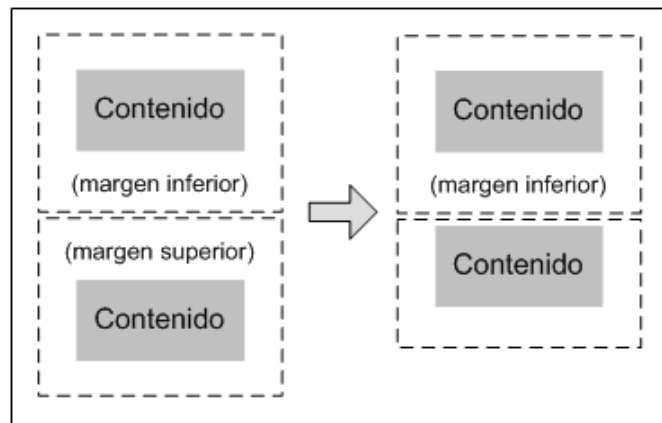 Contenido
(margen inferior)
(margen superior)
Contenido
Contenido
(margen inferior)
Contenido